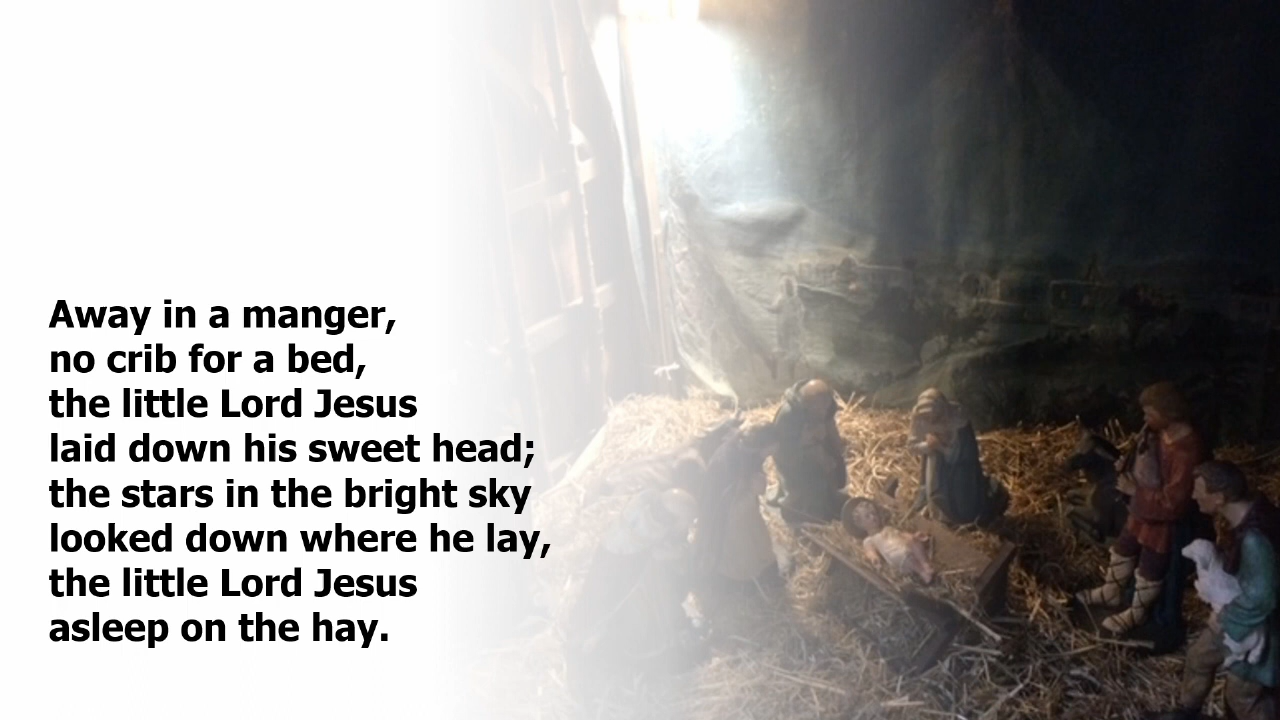 Away in a manger,
no crib for a bed,
the little Lord Jesus
laid down his sweet head;
the stars in the bright sky
looked down where he lay,
the little Lord Jesus
asleep on the hay.